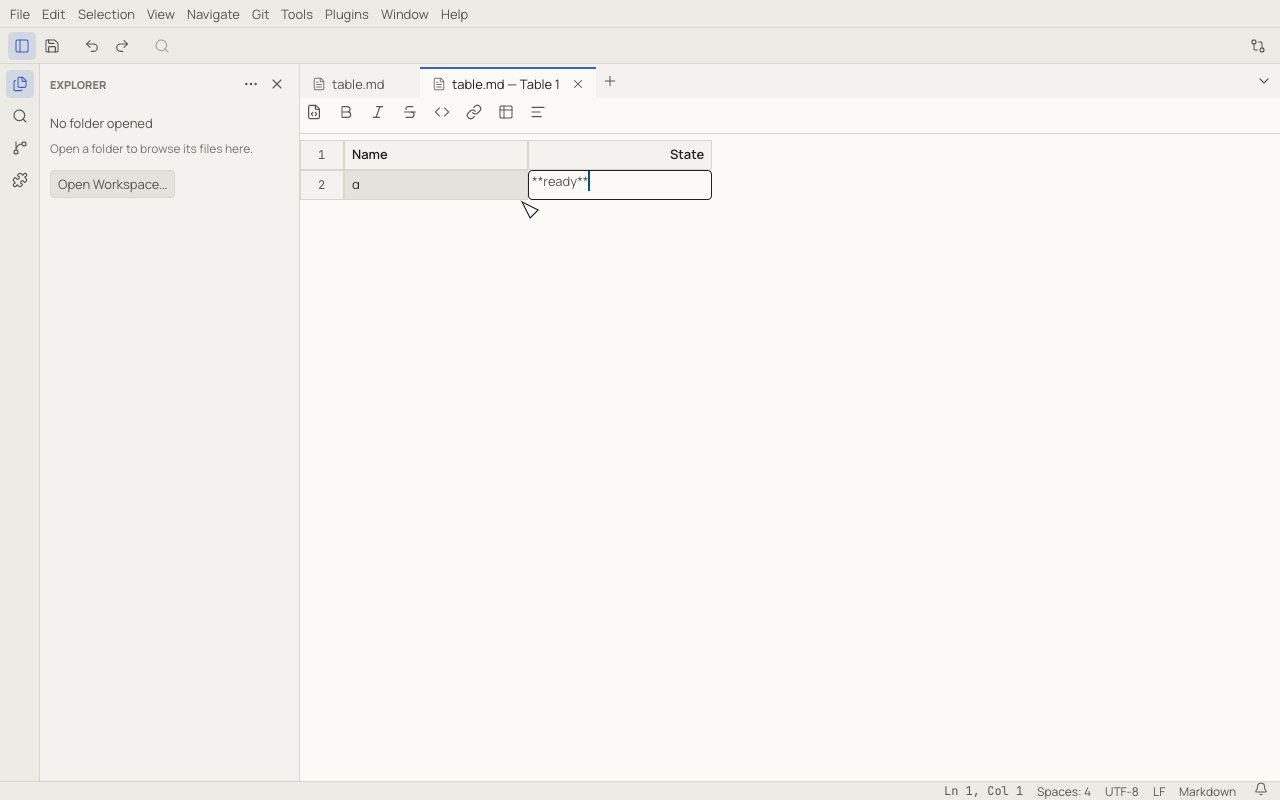 File Edit Selection View Navigate Git Tools Plugins Window Help
EXPLORER
No folder opened
Open a folder to browse its files here.
Open Workspace...
table.md
table.md — Table 1
1 Name State
2 a **ready**
Ln 1, Col 1 Spaces: 4 UTF-8 LF Markdown